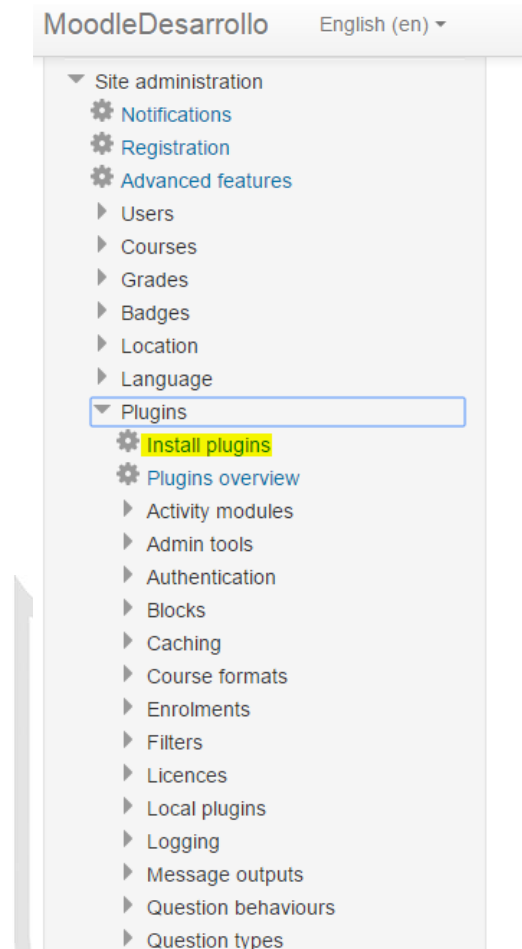 MoodleDesarrollo English (en)
Site administration
Notifications
Registration
Advanced features
Users
Courses
Grades
Badges
Location
Language
Plugins
Install plugins
Plugins overview
Activity modules
Admin tools
Authentication
Blocks
Caching
Course formats
Enrolments
Filters
Licences
Local plugins
Logging
Message outputs
Question behaviours
Question types